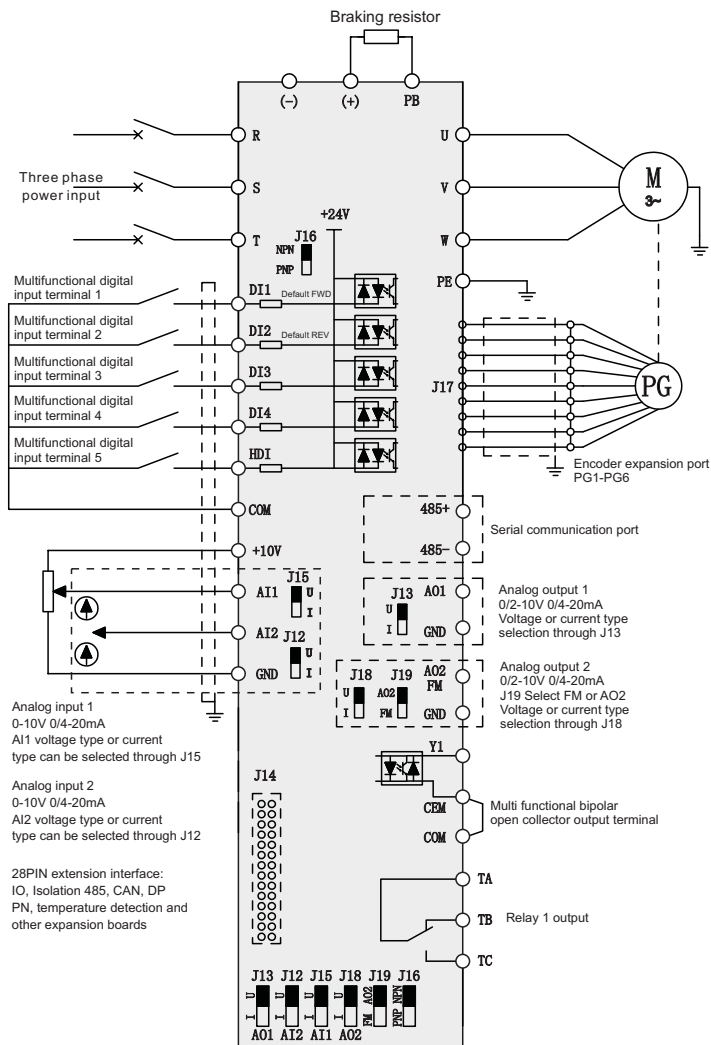 Braking resistor
(-)
(+)
PB
R
U
Three phase
power input
S
V
M
3~
+24V
T
J16
NPN
PNP
W
PE
Multifunctional digital
input terminal 1
DI1
Default FWD
Multifunctional digital
input terminal 2
DI2
Default REV
Multifunctional digital
input terminal 3
DI3
J17
PG
Multifunctional digital
input terminal 4
DI4
Multifunctional digital
input terminal 5
HDI
Encoder expansion port
PG1-PG6
COM
485+
485-
Serial communication port
+10V
AI1
J15
U
I
AI2
J12
U
I
GND
J13
U
I
AO1
GND
Analog output 1
0/2-10V 0/4-20mA
Voltage or current type
selection through J13
J18
U
I
J19
AO2
FM
AO2
FM
GND
Analog output 2
0/2-10V 0/4-20mA
J19 Select FM or AO2
Voltage or current type
selection through J18
Analog input 1
0-10V 0/4-20mA
AI1 voltage type or current
type can be selected through J15
Analog input 2
0-10V 0/4-20mA
AI2 voltage type or current
type can be selected through J12
28PIN extension interface:
IO, Isolation 485, CAN, DP
PN, temperature detection and
other expansion boards
J14
Y1
CEM
COM
Multi functional bipolar
open collector output terminal
TA
TB
Relay 1 output
TC
J13 J12 J15 J18 J19 J16
I U
I U
I U
I U
FM AO2
PNP NPN
AO1 AI2 AI1 AO2